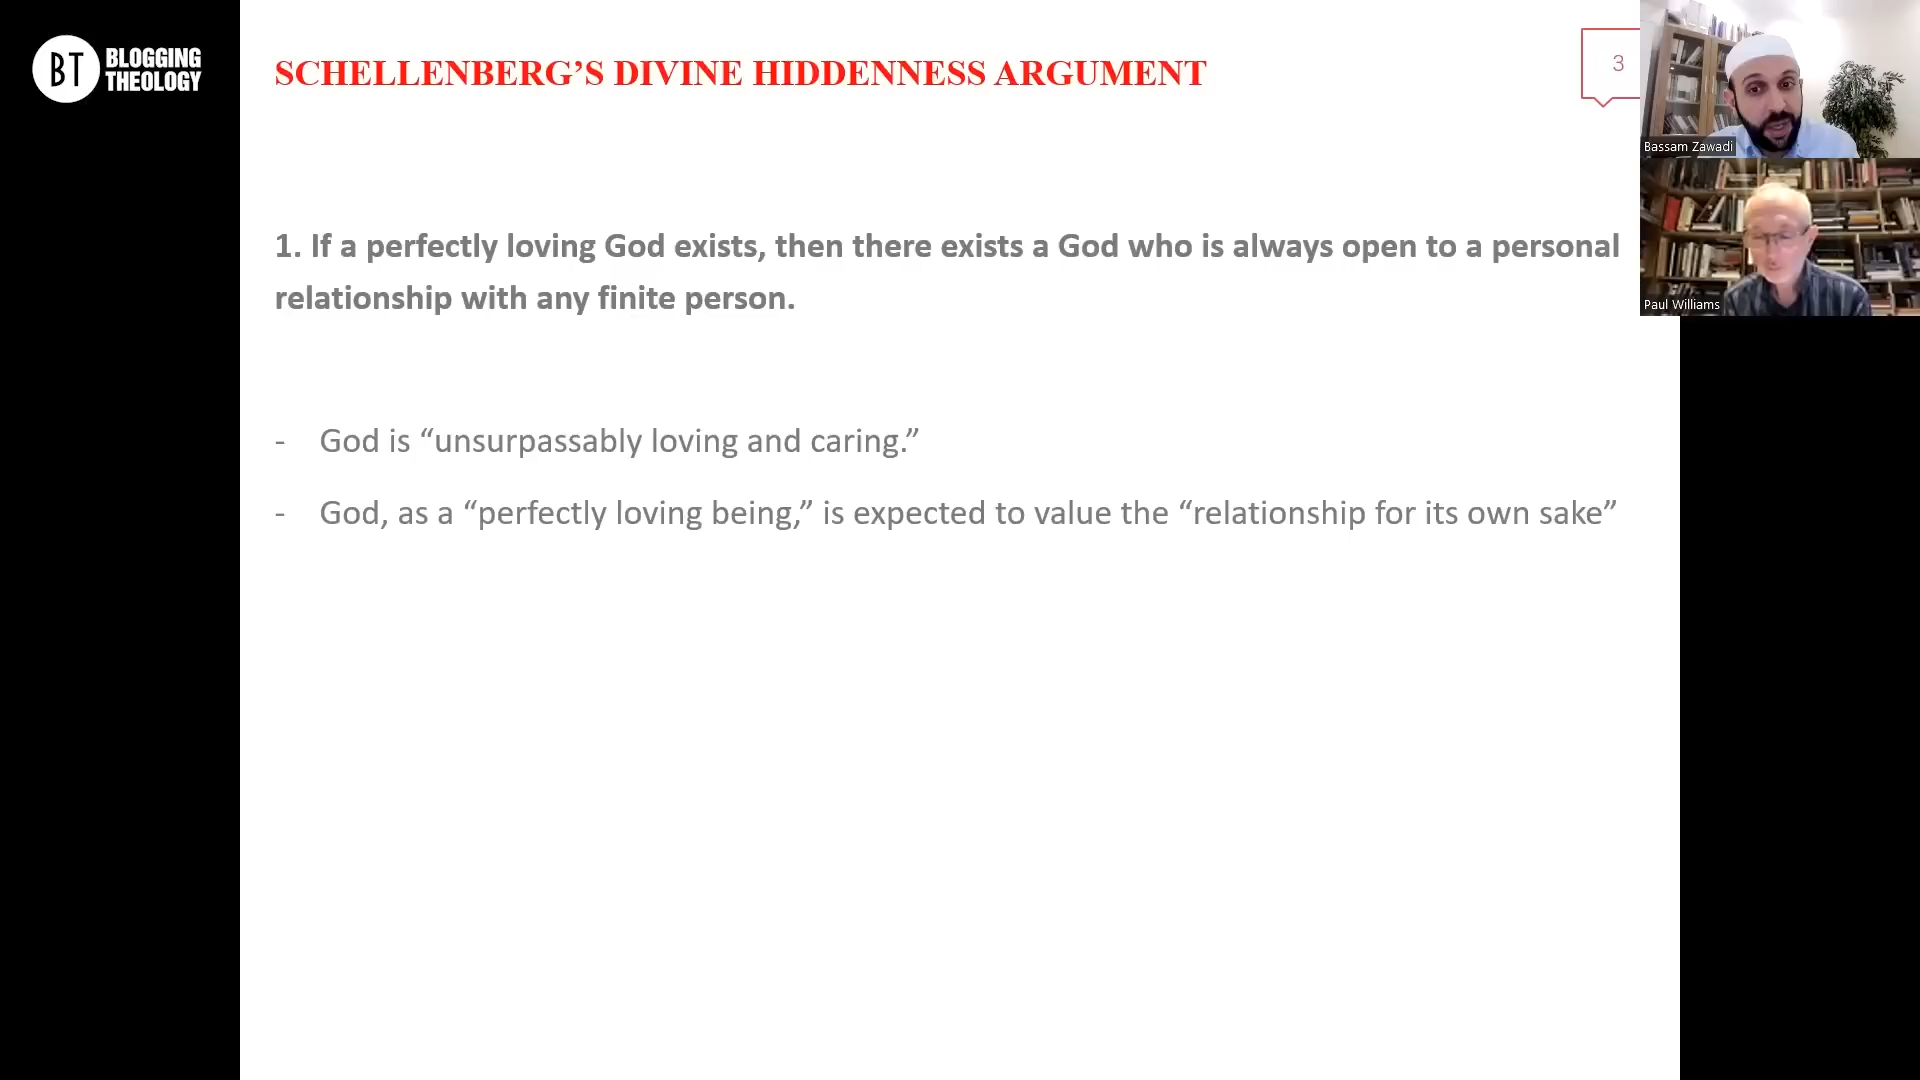 BT BLOGGING
THEOLOGY
SCHELLENBERG’S DIVINE HIDDENNESS ARGUMENT
3
Bassam Zawadi
Paul Williams
1. If a perfectly loving God exists, then there exists a God who is always open to a personal
relationship with any finite person.
- God is “unsurpassably loving and caring.”
- God, as a “perfectly loving being,” is expected to value the “relationship for its own sake”